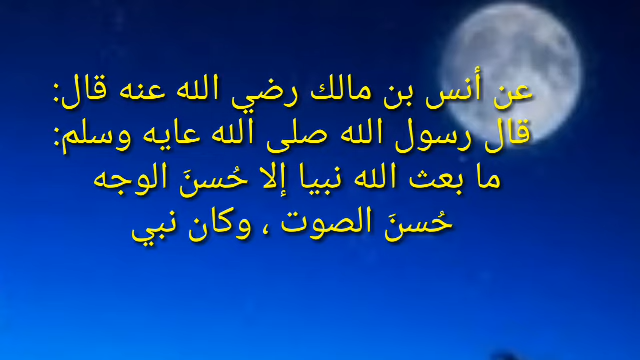 عن أنس بن مالك رضي الله عنه قال:
قال رسول الله صلى الله عايه وسلم:
ما بعث الله نبيا إلا حُسنَ الوجه
حُسنَ الصوت ، وكان نبي